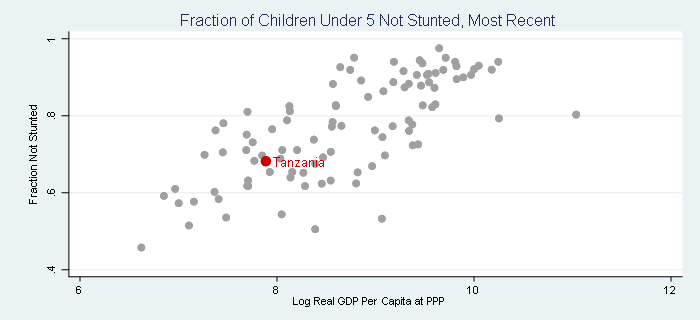 Fraction of Children Under 5 Not Stunted, Most Recent
1
.8
.6
.4
Fraction Not Stunted
Tanzania
6
8
10
12
Log Real GDP Per Capita at PPP